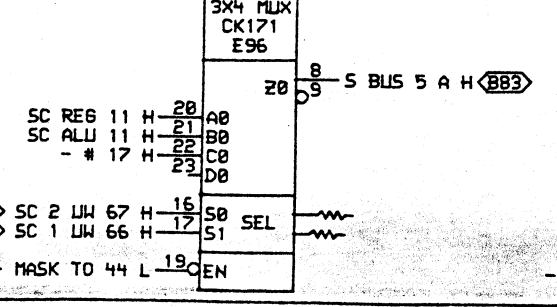 3X4 MUX
CK171
E96
Z0 8 S BUS 5 A H B83
9
SC REG 11 H 20 A0
SC ALU 11 H 21 B0
- # 17 H 22 C0
23 D0
SC 2 UW 67 H 16 S0 SEL
SC 1 UW 66 H 17 S1
MASK TO 44 L 19 EN